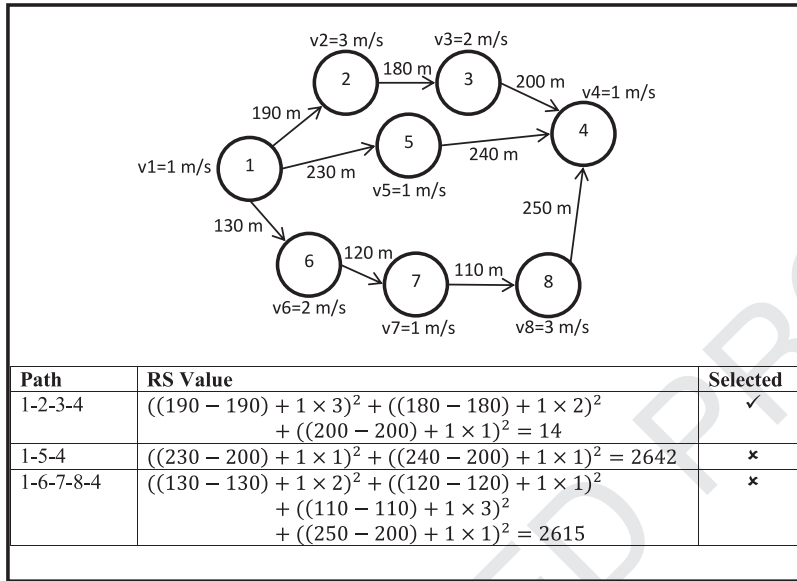 v2=3 m/s
v3=2 m/s
2
180 m
3
200 m
v4=1 m/s
190 m
4
v1=1 m/s
1
5
230 m
240 m
v5=1 m/s
130 m
250 m
6
120 m
7
110 m
8
v6=2 m/s
v7=1 m/s
v8=3 m/s
Path RS Value Selected
1-2-3-4 ((190 − 190) + 1 × 3)² + ((180 − 180) + 1 × 2)² ✓
+ ((200 − 200) + 1 × 1)² = 14
1-5-4 ((230 − 200) + 1 × 1)² + ((240 − 200) + 1 × 1)² = 2642 ×
1-6-7-8-4 ((130 − 130) + 1 × 2)² + ((120 − 120) + 1 × 1)² ×
+ ((110 − 110) + 1 × 3)²
+ ((250 − 200) + 1 × 1)² = 2615